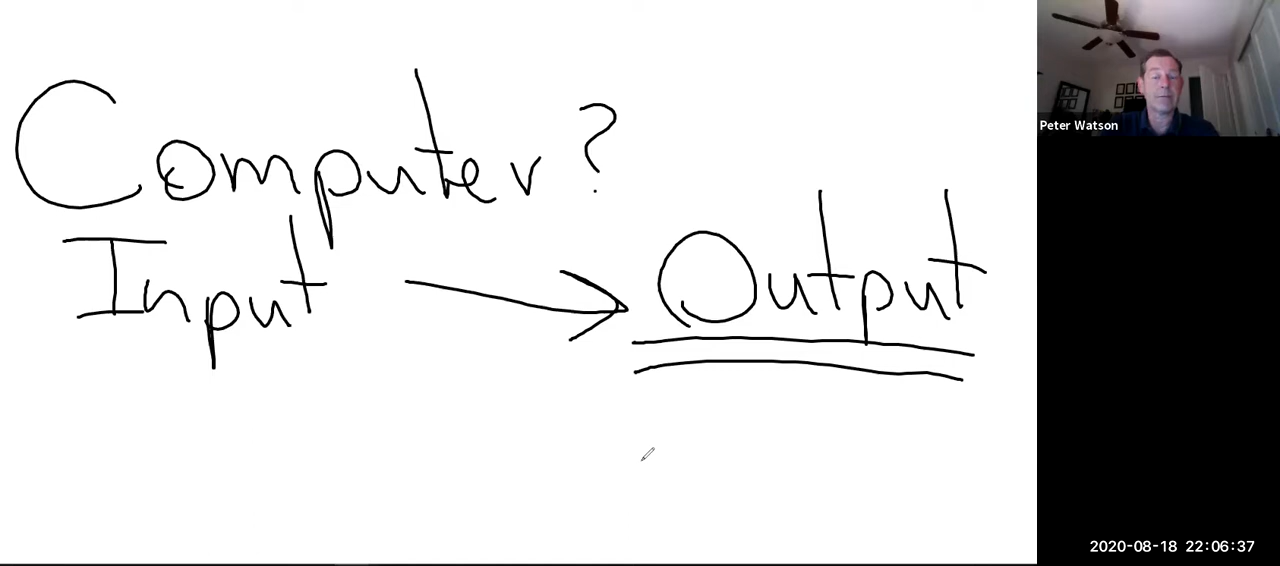 Computer?
Input → Output
Peter Watson
2020-08-18 22:06:37